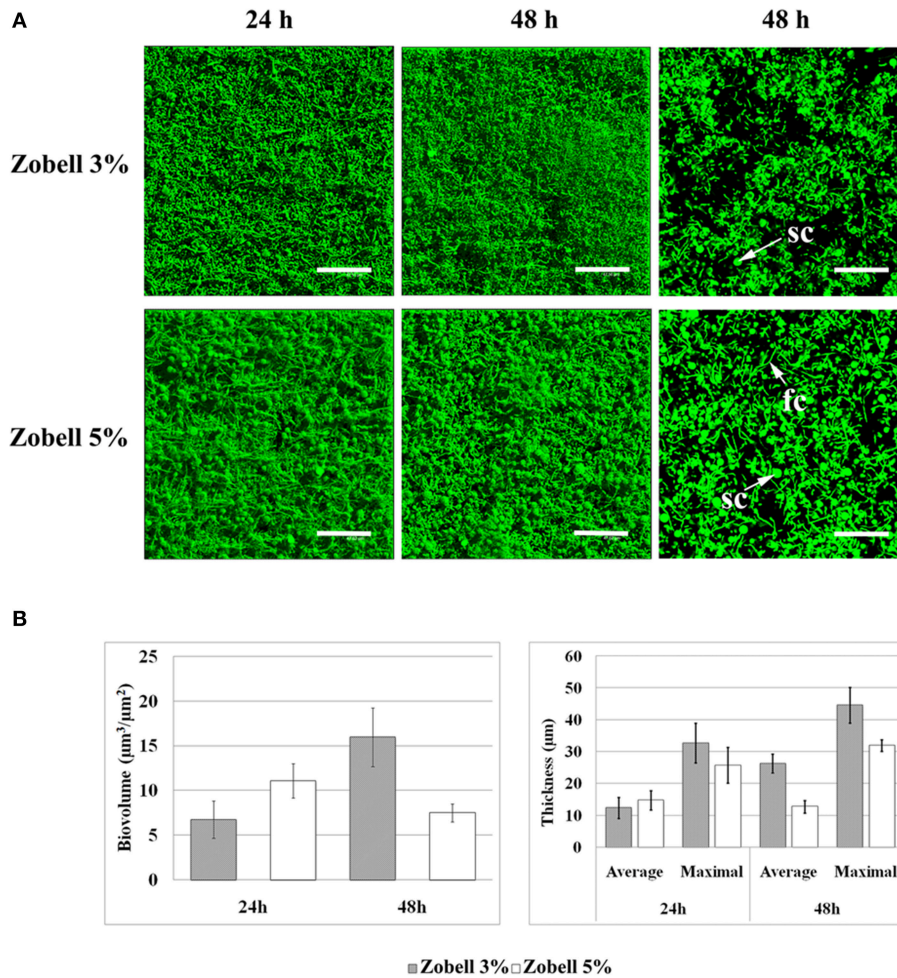 A
24 h 48 h 48 h
Zobell 3%
sc
Zobell 5%
fc
sc
B
25
20
15
10
5
0
Biovolume (µm³/µm²)
24h 48h
60
50
40
30
20
10
0
Thickness (µm)
Average Maximal Average Maximal
24h 48h
Zobell 3% Zobell 5%